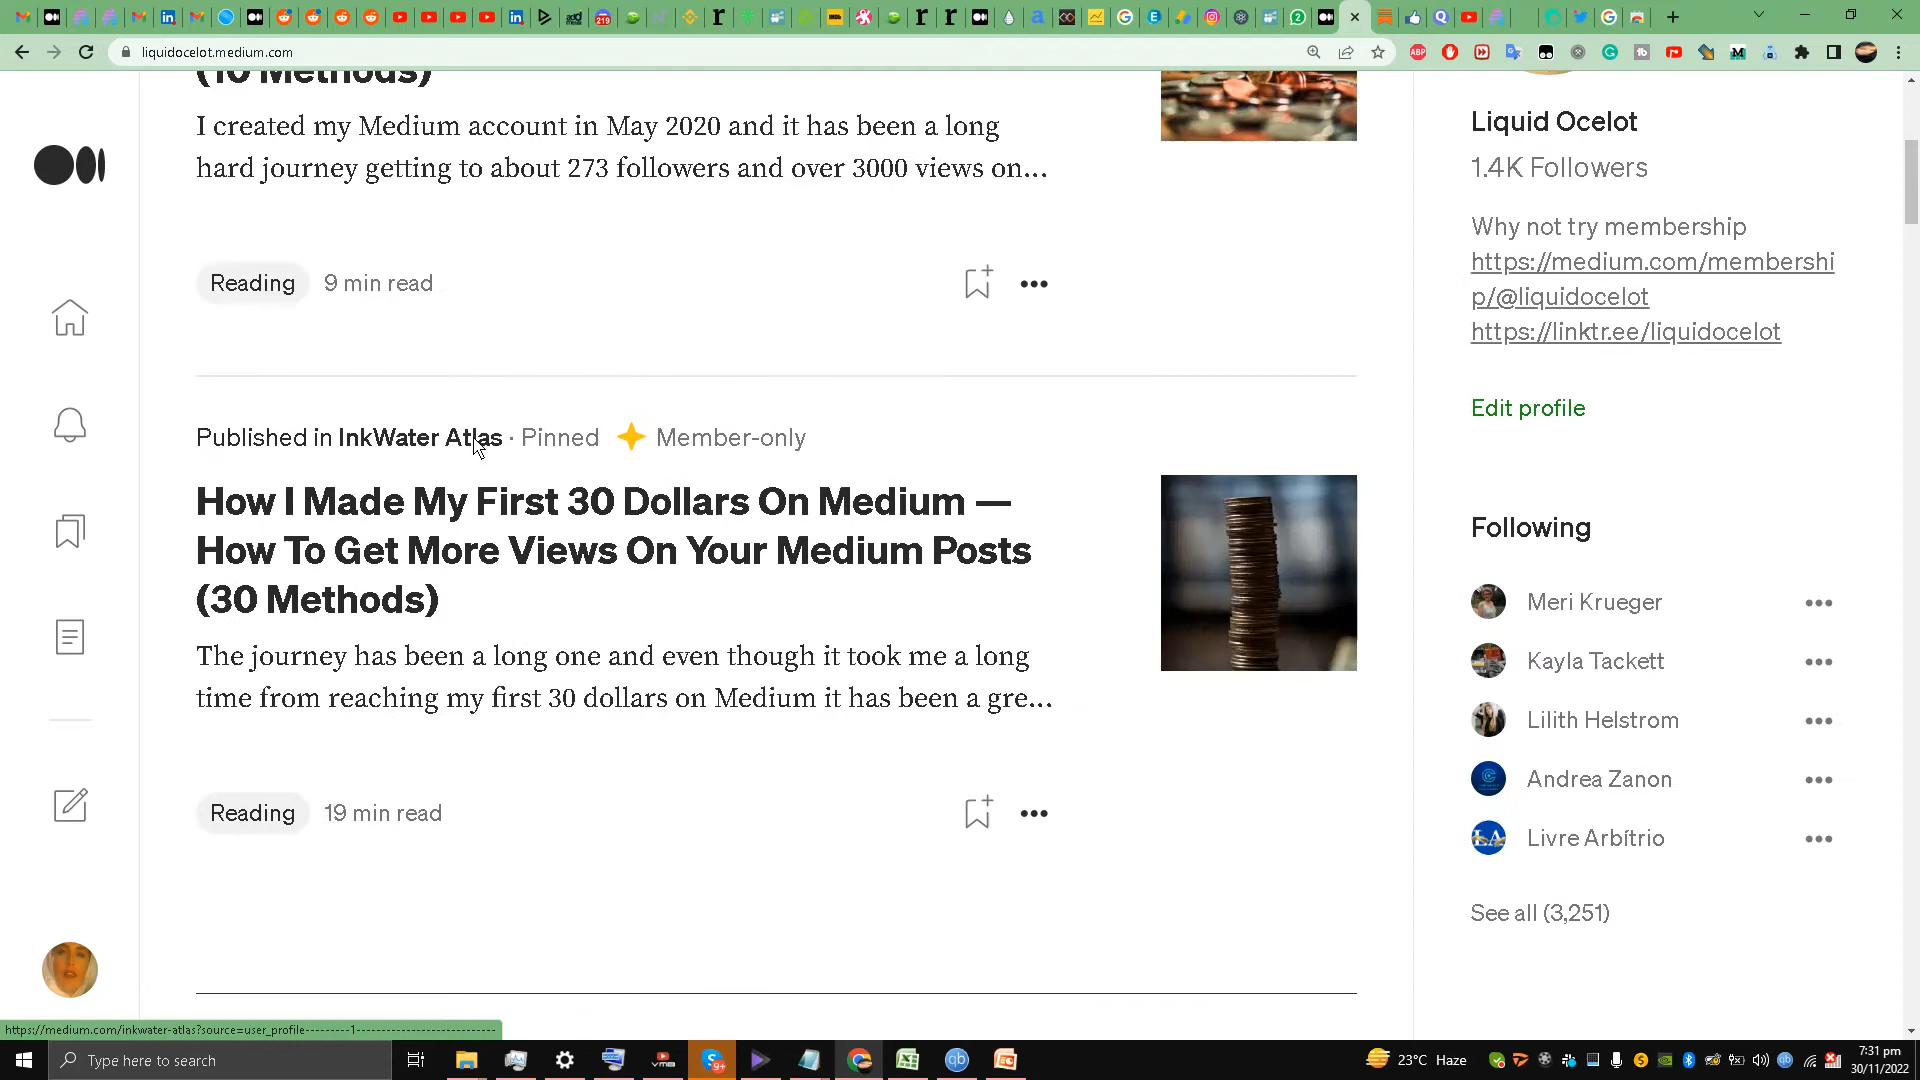 liquidocelot.medium.com
(10 Methods)
I created my Medium account in May 2020 and it has been a long
hard journey getting to about 273 followers and over 3000 views on...
Reading 9 min read
Published in InkWater Atlas · Pinned Member-only
How I Made My First 30 Dollars On Medium —
How To Get More Views On Your Medium Posts
(30 Methods)
The journey has been a long one and even though it took me a long
time from reaching my first 30 dollars on Medium it has been a gre...
Reading 19 min read
Liquid Ocelot
1.4K Followers
Why not try membership
https://medium.com/membershi
p/@liquidocelot
https://linktr.ee/liquidocelot
Edit profile
Following
Meri Krueger
Kayla Tackett
Lilith Helstrom
Andrea Zanon
LA Livre Arbítrio
See all (3,251)
https://medium.com/inkwater-atlas?source=user_profile---------1----------------------------
Type here to search
9+
23°C Haze
7:31 pm
30/11/2022